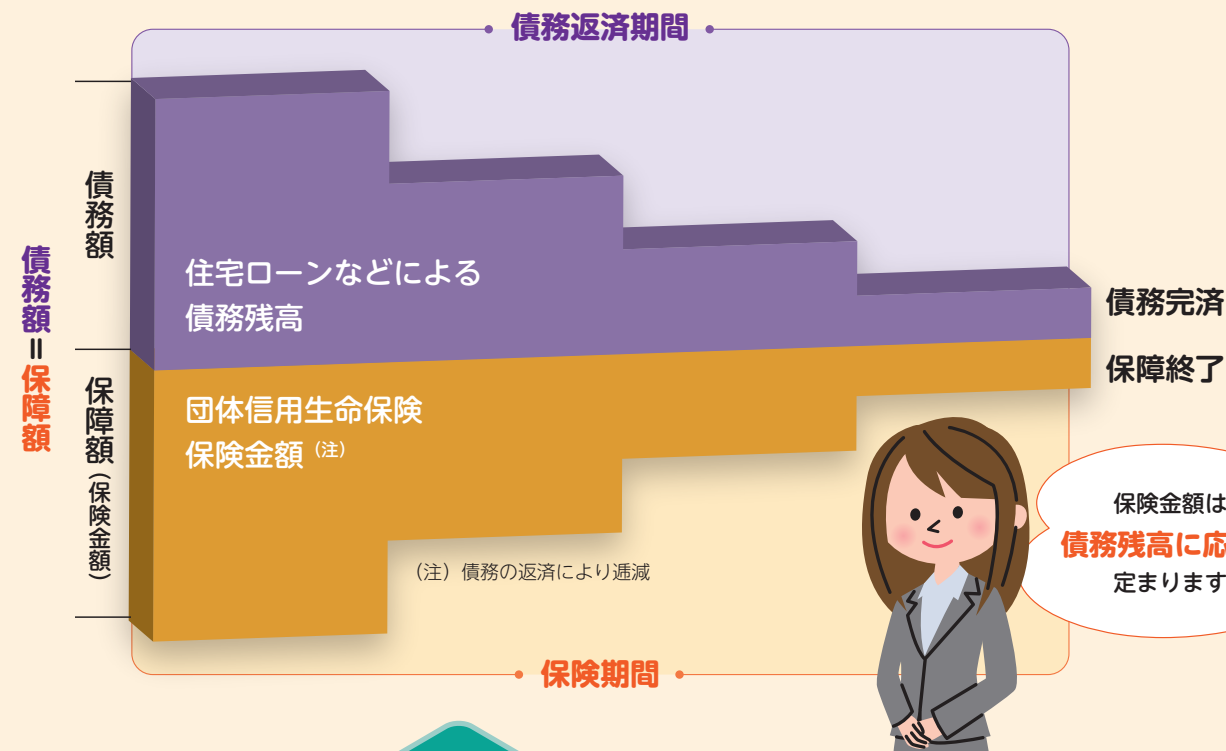 債務返済期間
債務額
債務額＝保障額
住宅ローンなどによる
債務残高
債務完済
保障終了
保障額（保険金額）
団体信用生命保険
保険金額（注）
保険金額は
債務残高に応
定まります
（注）債務の返済により逓減
保険期間